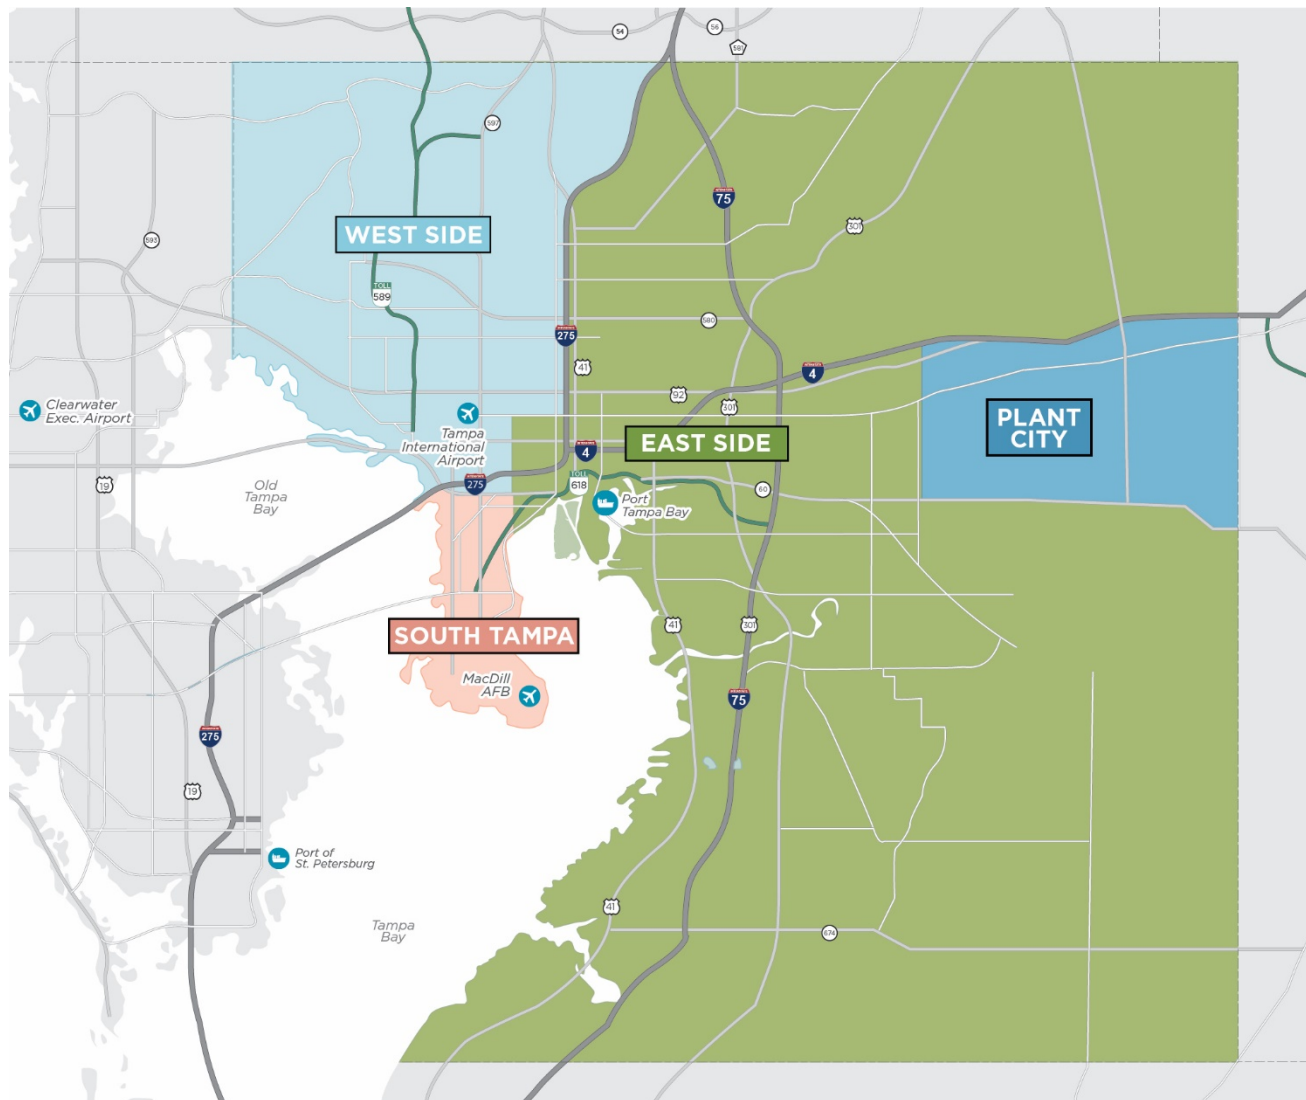 54
56
581
597
75
WEST SIDE
301
593
TOLL
589
580
275
41
4
92
301
Clearwater
Exec. Airport
PLANT
CITY
Tampa
International
Airport
EAST SIDE
4
TOLL
618
275
60
19
Old
Tampa
Bay
Port
Tampa Bay
41
301
SOUTH TAMPA
MacDill
AFB
75
275
19
Port of
St. Petersburg
41
Tampa
Bay
674